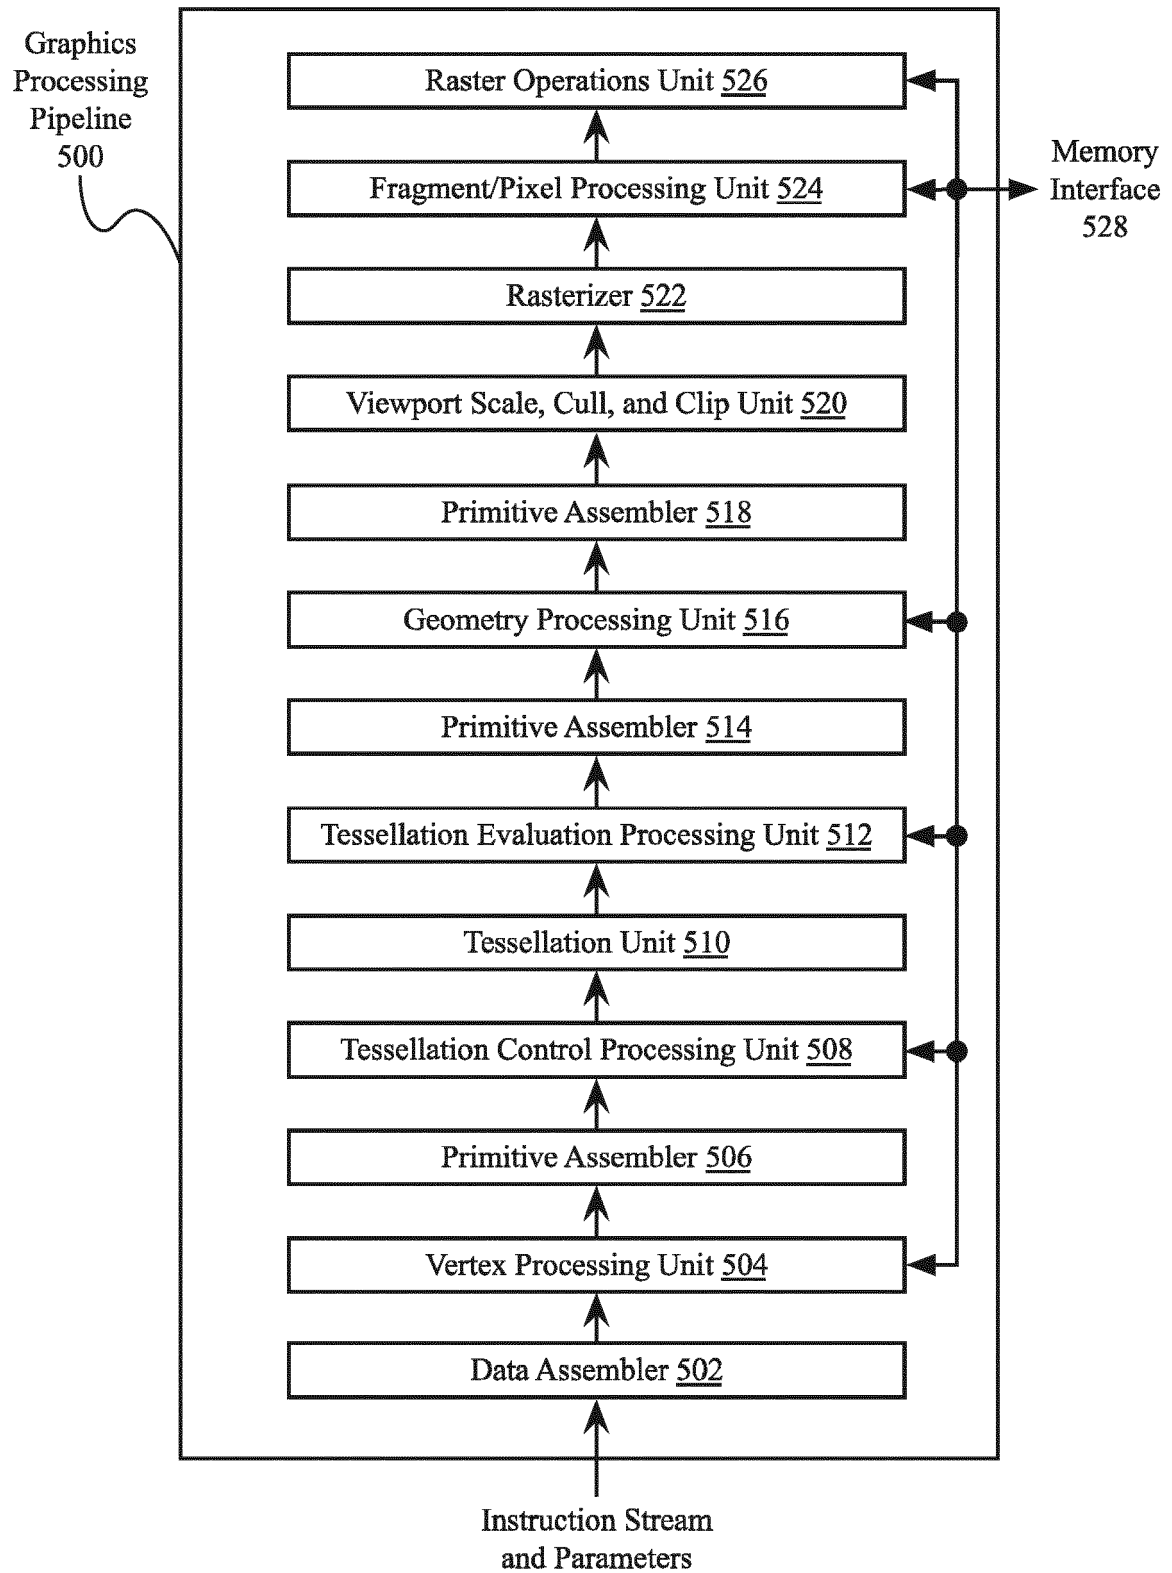 Graphics
Processing
Pipeline
500
Raster Operations Unit 526
Fragment/Pixel Processing Unit 524
Memory
Interface
528
Rasterizer 522
Viewport Scale, Cull, and Clip Unit 520
Primitive Assembler 518
Geometry Processing Unit 516
Primitive Assembler 514
Tessellation Evaluation Processing Unit 512
Tessellation Unit 510
Tessellation Control Processing Unit 508
Primitive Assembler 506
Vertex Processing Unit 504
Data Assembler 502
Instruction Stream
and Parameters